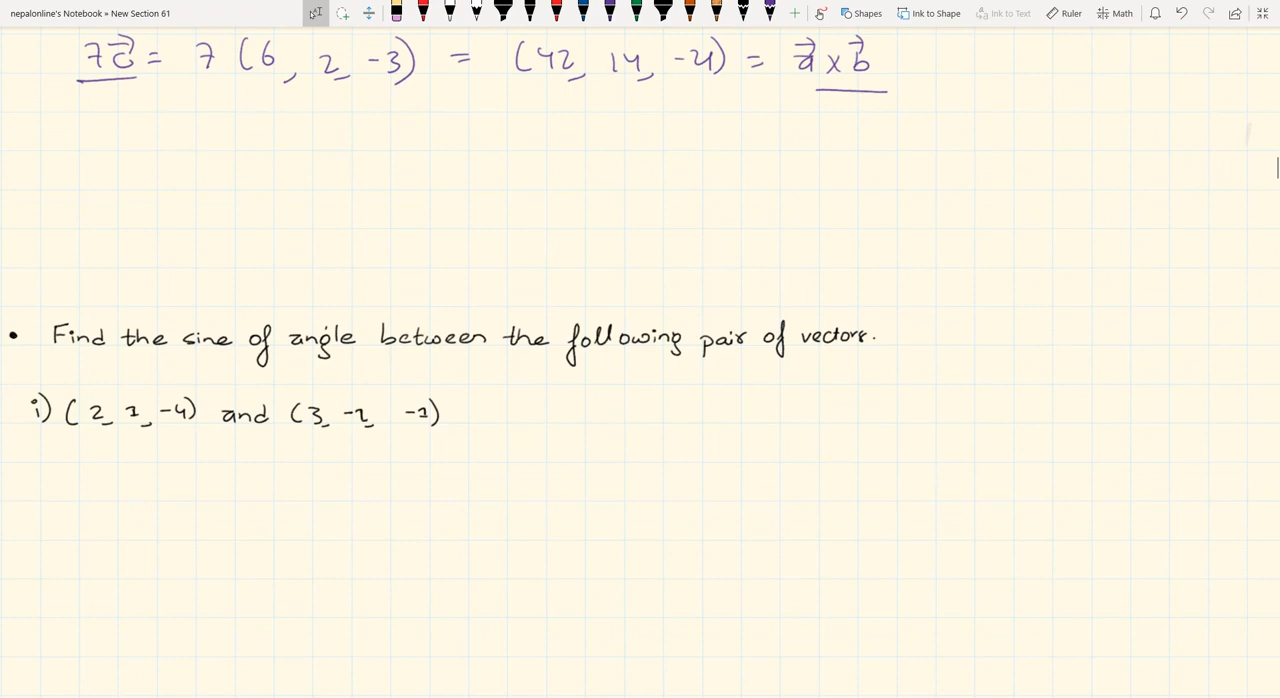 nepalonline's Notebook » New Section 61
Shapes Ink to Shape Ink to Text Ruler Math
7c⃗ = 7 (6, 2, -3) = (42, 14, -21) = a⃗ x b⃗
• Find the sine of angle between the following pair of vectors.
i) (2, 1, -4) and (3, -2, -1)